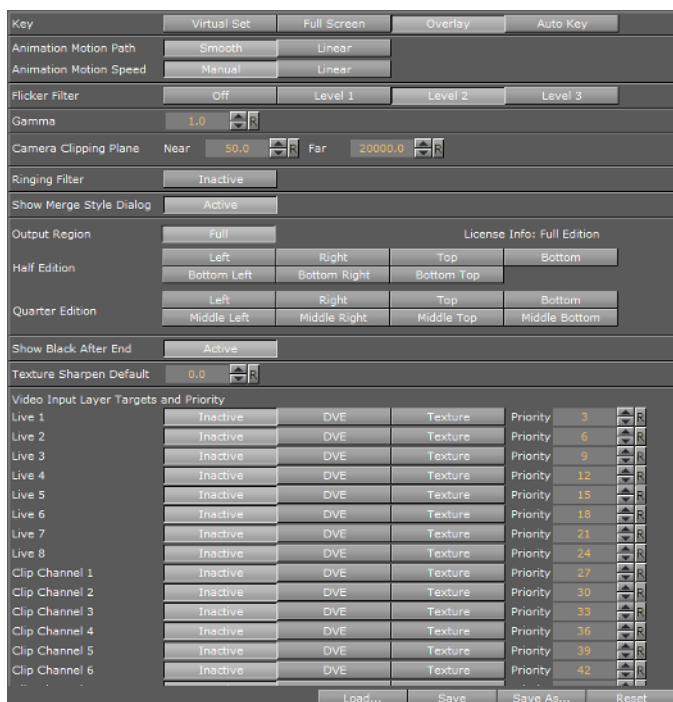 Key Virtual Set Full Screen Overlay Auto Key
Animation Motion Path Smooth Linear
Animation Motion Speed Manual Linear
Flicker Filter Off Level 1 Level 2 Level 3
Gamma 1.0 R
Camera Clipping Plane Near 50.0 R Far 20000.0 R
Ringing Filter Inactive
Show Merge Style Dialog Active
Output Region Full License Info: Full Edition
Half Edition Left Right Top Bottom
Bottom Left Bottom Right Bottom Top
Quarter Edition Left Right Top Bottom
Middle Left Middle Right Middle Top Middle Bottom
Show Black After End Active
Texture Sharpen Default 0.0 R
Video Input Layer Targets and Priority
Live 1 Inactive DVE Texture Priority 3 R
Live 2 Inactive DVE Texture Priority 6 R
Live 3 Inactive DVE Texture Priority 9 R
Live 4 Inactive DVE Texture Priority 12 R
Live 5 Inactive DVE Texture Priority 15 R
Live 6 Inactive DVE Texture Priority 18 R
Live 7 Inactive DVE Texture Priority 21 R
Live 8 Inactive DVE Texture Priority 24 R
Clip Channel 1 Inactive DVE Texture Priority 27 R
Clip Channel 2 Inactive DVE Texture Priority 30 R
Clip Channel 3 Inactive DVE Texture Priority 33 R
Clip Channel 4 Inactive DVE Texture Priority 36 R
Clip Channel 5 Inactive DVE Texture Priority 39 R
Clip Channel 6 Inactive DVE Texture Priority 42 R
Load... Save Save As... Reset